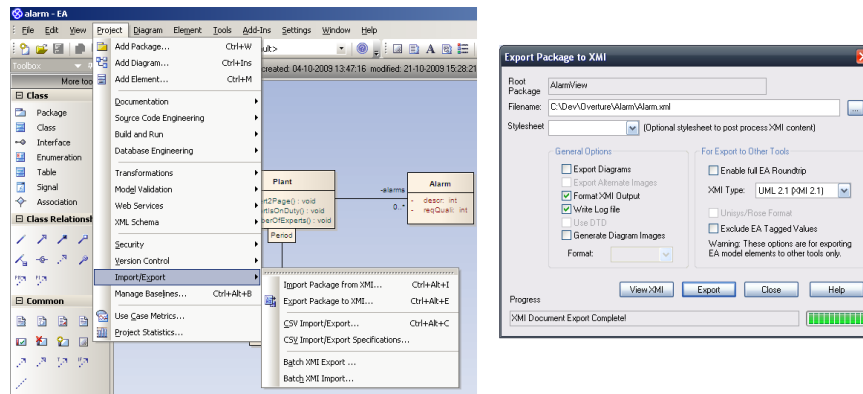 alarm - EA
File Edit View Project Diagram Element Tools Add-Ins Settings Window Help
Toolbox
created: 04-10-2009 13:47:16 modified: 21-10-2009 15:28:21
More too
Class
Package
Class
Interface
Enumeration
Table
Signal
Association
Class Relationsh
Common
Add Package... Ctrl+W
Add Diagram... Ctrl+Ins
Add Element... Ctrl+M
Documentation
Source Code Engineering
Build and Run
Database Engineering
Transformations
Model Validation
Web Services
XML Schema
Security
Version Control
Import/Export
Manage Baselines... Ctrl+Alt+B
Use Case Metrics...
Project Statistics...
Import Package from XMI... Ctrl+Alt+I
Export Package to XMI... Ctrl+Alt+E
CSV Import/Export... Ctrl+Alt+C
CSV Import/Export Specifications...
Batch XMI Export ...
Batch XMI Import...
Plant
rt2Page() : void
rtIsOnDuty() : void
berOfExperts() : void
Period
-alarms
0..*
Alarm
- descr: int
- reqQuali: int
Export Package to XMI
Root Package AlarmView
Filename: C:\Dev\Overture\Alarm\Alarm.xml ...
Stylesheet (Optional stylesheet to post process XMI content)
General Options
Export Diagrams
Export Alternate Images
Format XMI Output
Write Log file
Use DTD
Generate Diagram Images
Format:
For Export to Other Tools
Enable full EA Roundtrip
XMI Type: UML 2.1 (XMI 2.1)
Unisys/Rose Format
Exclude EA Tagged Values
Warning: These options are for exporting
EA model elements to other tools only.
View XMI Export Close Help
Progress
XMI Document Export Complete!